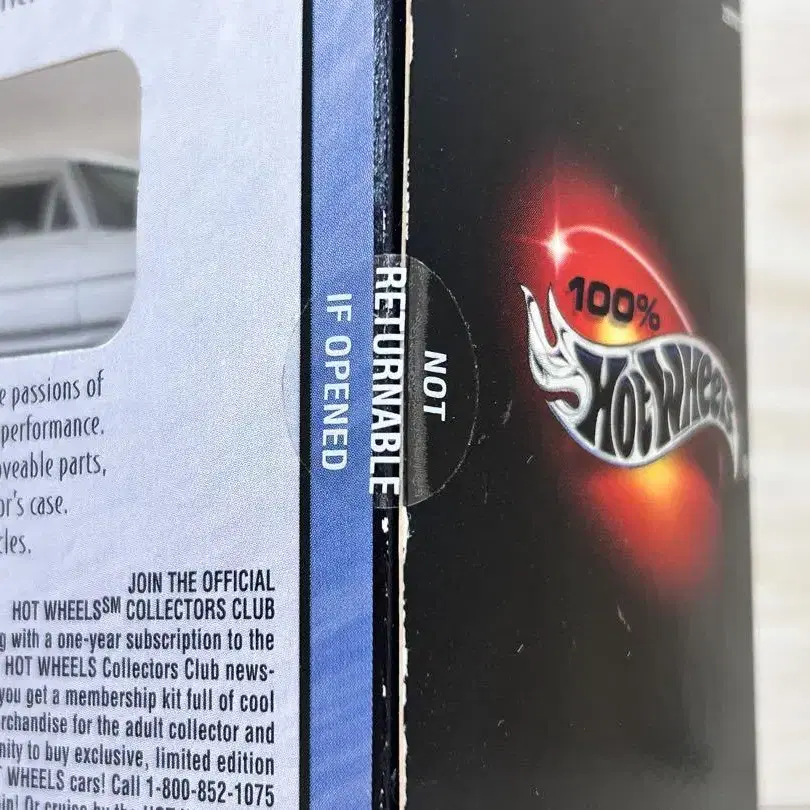 e passions of
performance.
oveable parts,
or's case.
cles.
JOIN THE OFFICIAL
HOT WHEELS℠ COLLECTORS CLUB
g with a one-year subscription to the
HOT WHEELS Collectors Club news-
you get a membership kit full of cool
rchandise for the adult collector and
nity to buy exclusive, limited edition
WHEELS cars! Call 1-800-852-1075
NOT
RETURNABLE
IF OPENED
100%
HOT WHEELS